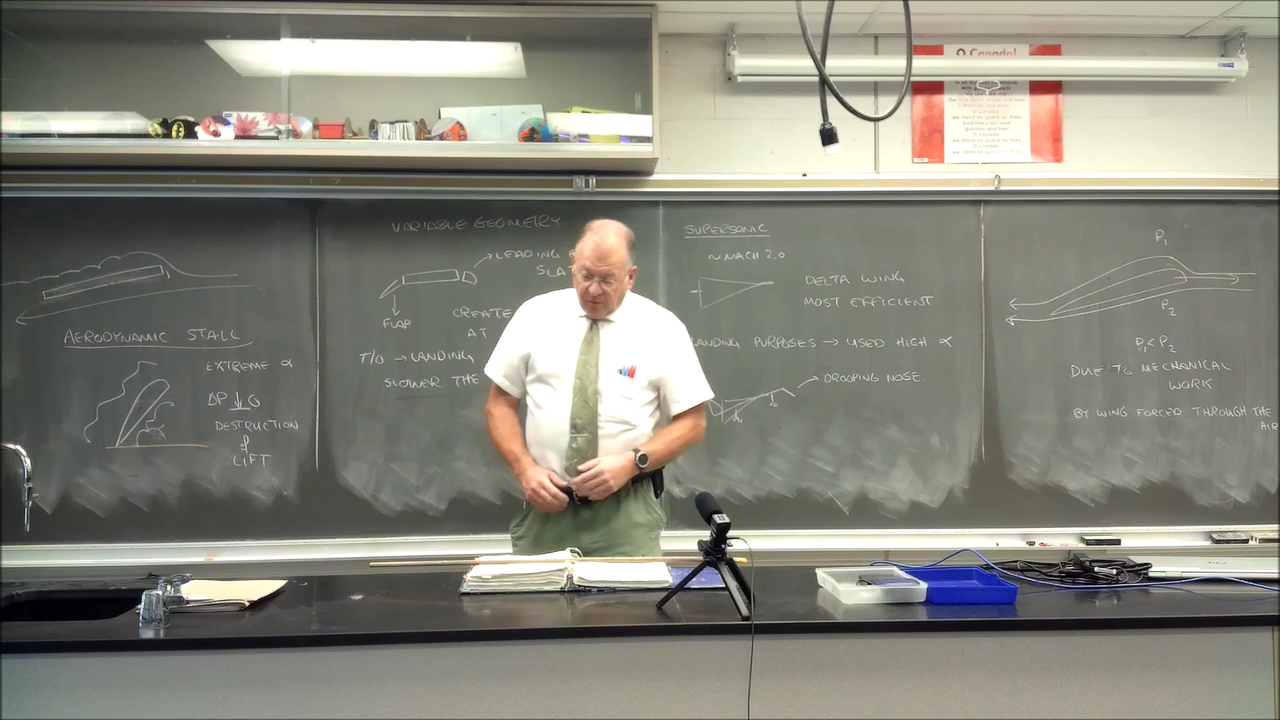 O Canada!
AERODYNAMIC STALL
EXTREME α
ΔP ↓ G
DESTRUCTION
of
LIFT
VARIABLE GEOMETRY
LEADING
SLA
FLAP
CREATE
AT
T/O → LANDING
SLOWER THE
SUPERSONIC
~ MACH 2.0
DELTA WING
MOST EFFICIENT
LANDING PURPOSES → USED HIGH α
DROOPING NOSE
P₁
P₂
P₁ < P₂
DUE TO MECHANICAL
WORK
BY WING FORCED THROUGH THE
AIR